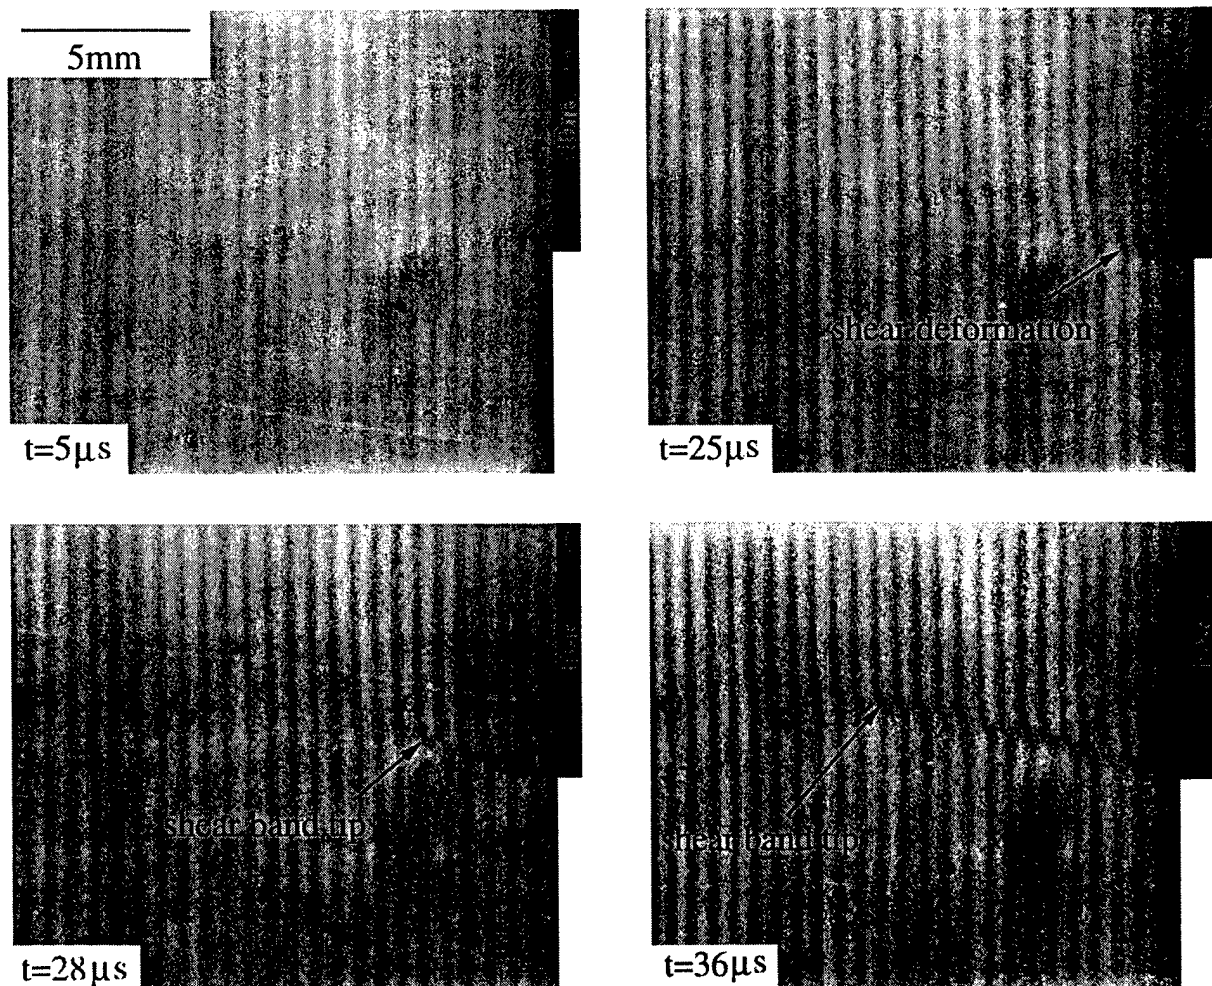 5mm
t=5μs
shear deformation
t=25μs
shear band tip
t=28μs
shear band tip
t=36μs